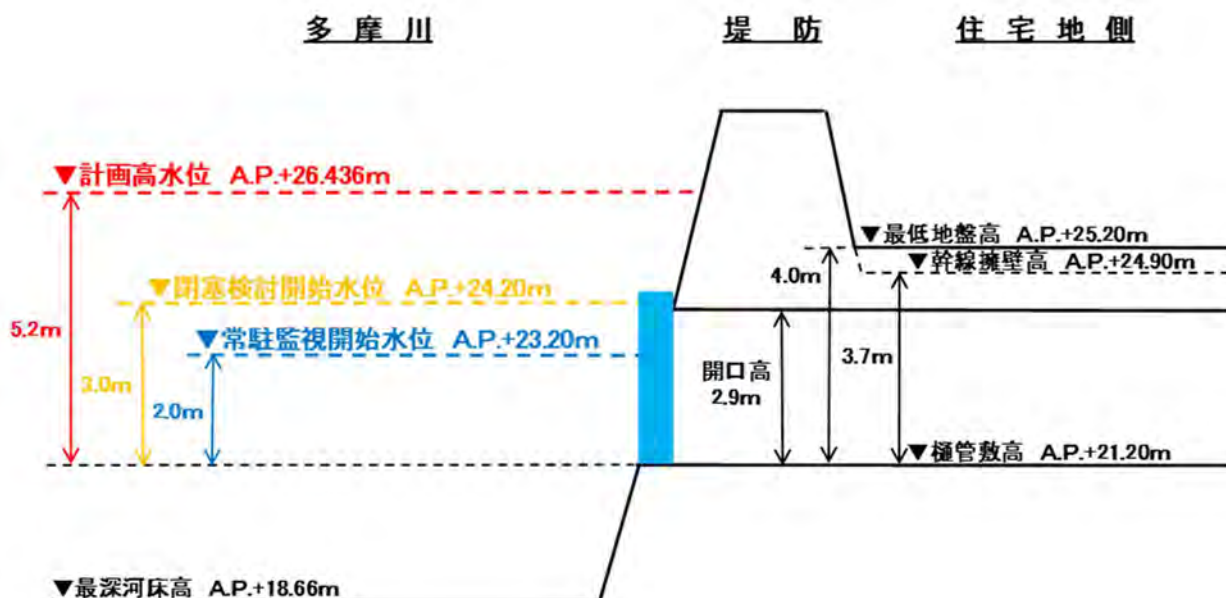 多摩川
堤防
住宅地側
▼計画高水位 A.P.+26.436m
▼最低地盤高 A.P.+25.20m
▼幹線擁壁高 A.P.+24.90m
4.0m
▼閉塞検討開始水位 A.P.+24.20m
5.2m
▼常駐監視開始水位 A.P.+23.20m
3.7m
開口高
2.9m
3.0m
2.0m
▼樋管敷高 A.P.+21.20m
▼最深河床高 A.P.+18.66m